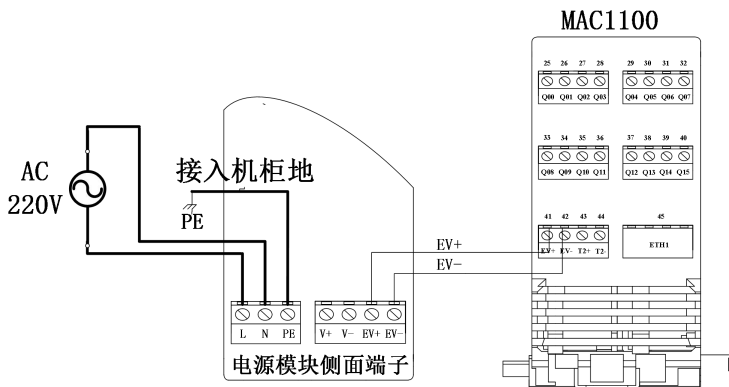 MAC1100
25 26 27 28 29 30 31 32
Q00 Q01 Q02 Q03 Q04 Q05 Q06 Q07
33 34 35 36 37 38 39 40
Q08 Q09 Q10 Q11 Q12 Q13 Q14 Q15
AC
220V
接入机柜地
PE
41 42 43 44 45
EV+ EV- T2+ T2- ETH1
EV+
EV-
L N PE V+ V- EV+ EV-
电源模块侧面端子